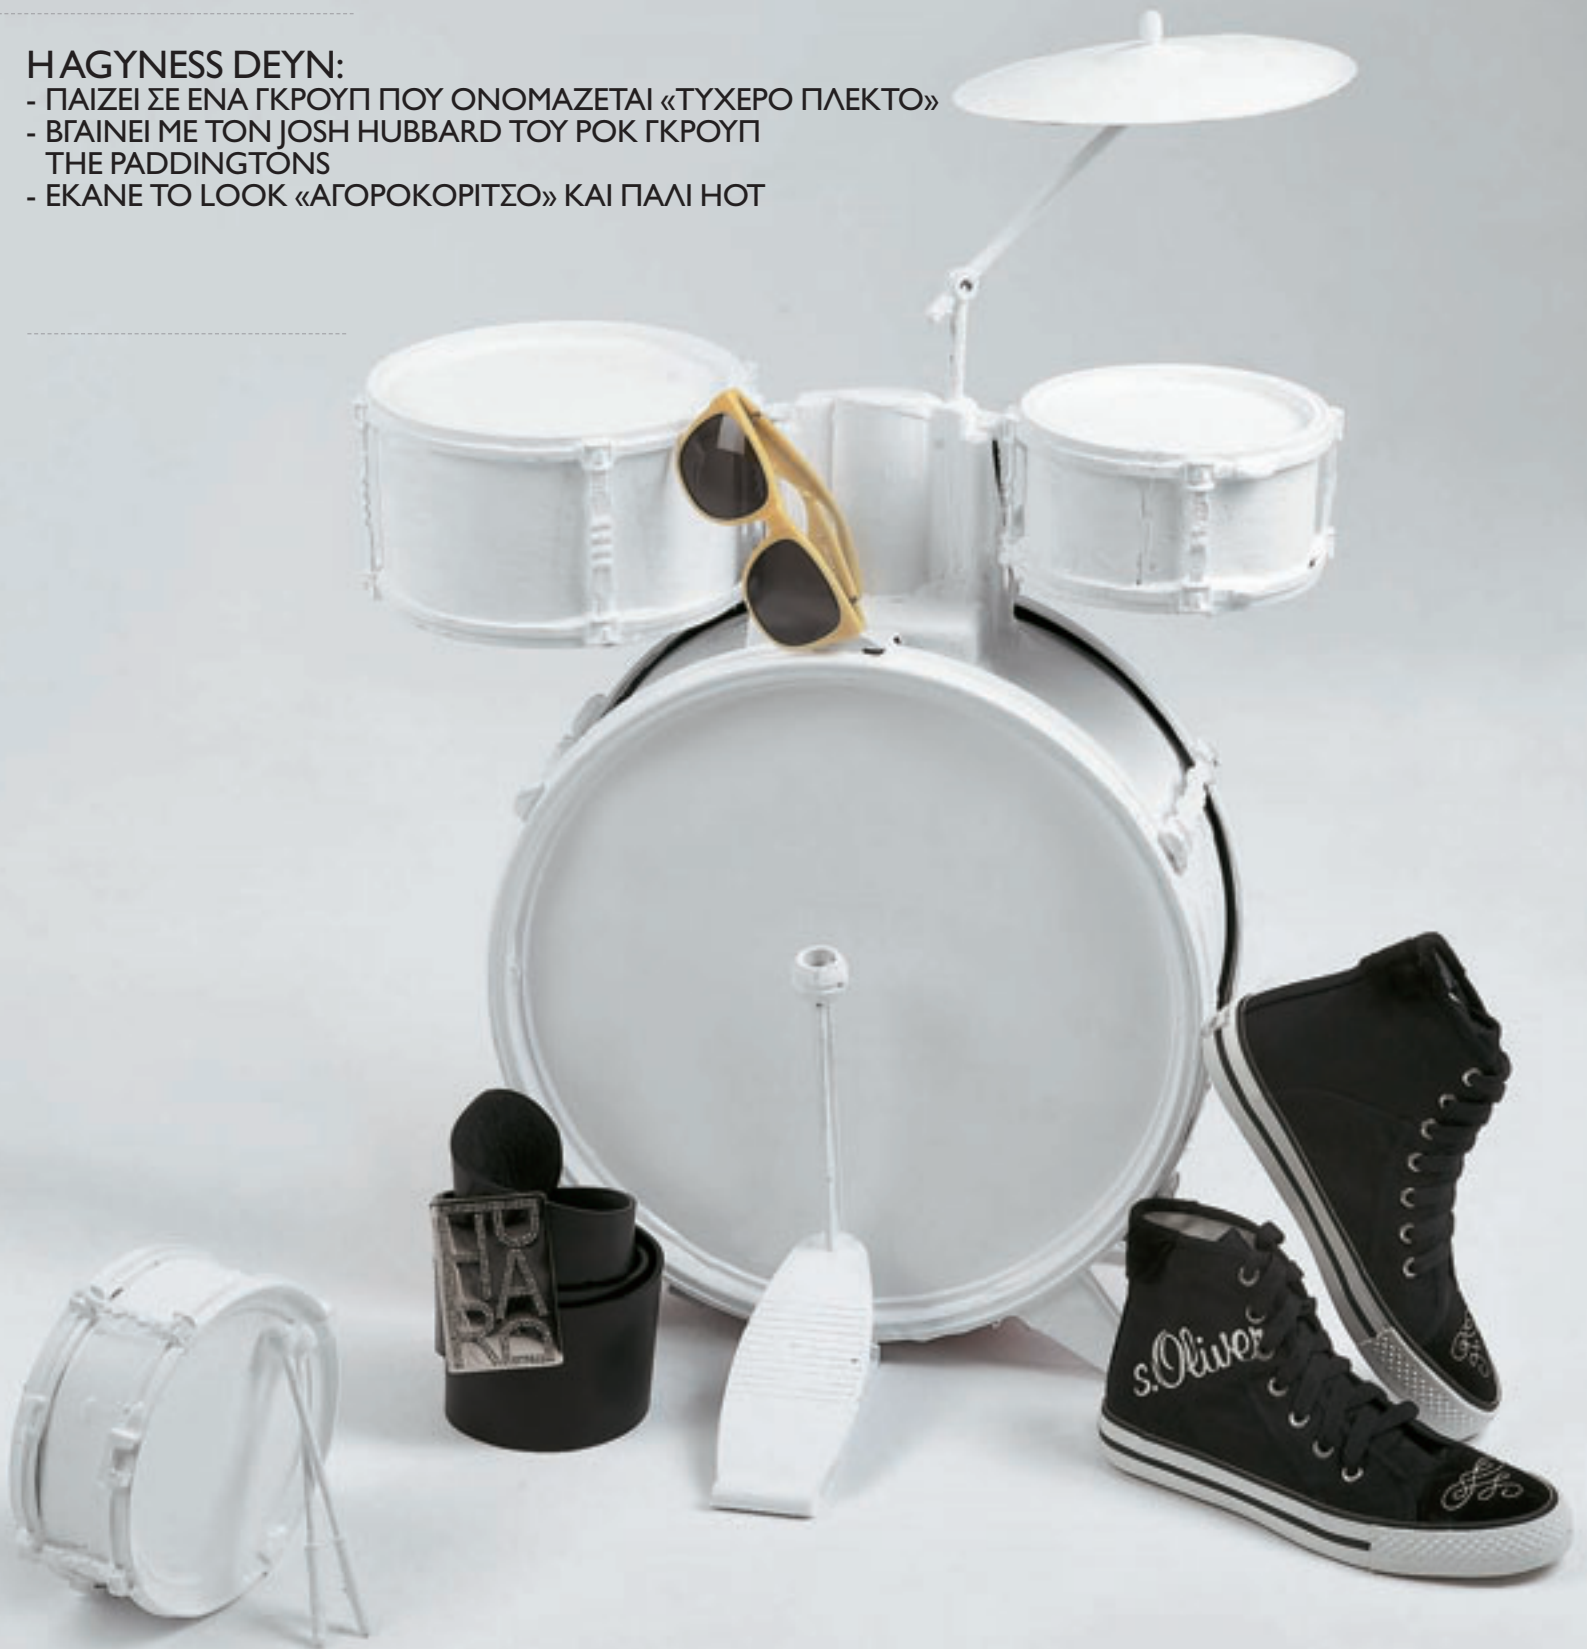 Η AGYNESS DEYN:
- ΠΑΙΖΕΙ ΣΕ ΕΝΑ ΓΚΡΟΥΠ ΠΟΥ ΟΝΟΜΑΖΕΤΑΙ «ΤΥΧΕΡΟ ΠΛΕΚΤΟ»
- ΒΓΑΙΝΕΙ ΜΕ ΤΟΝ JOSH HUBBARD ΤΟΥ ΡΟΚ ΓΚΡΟΥΠ
THE PADDINGTONS
- ΕΚΑΝΕ ΤΟ LOOK «ΑΓΟΡΟΚΟΡΙΤΣΟ» ΚΑΙ ΠΑΛΙ HOT
s.Oliver